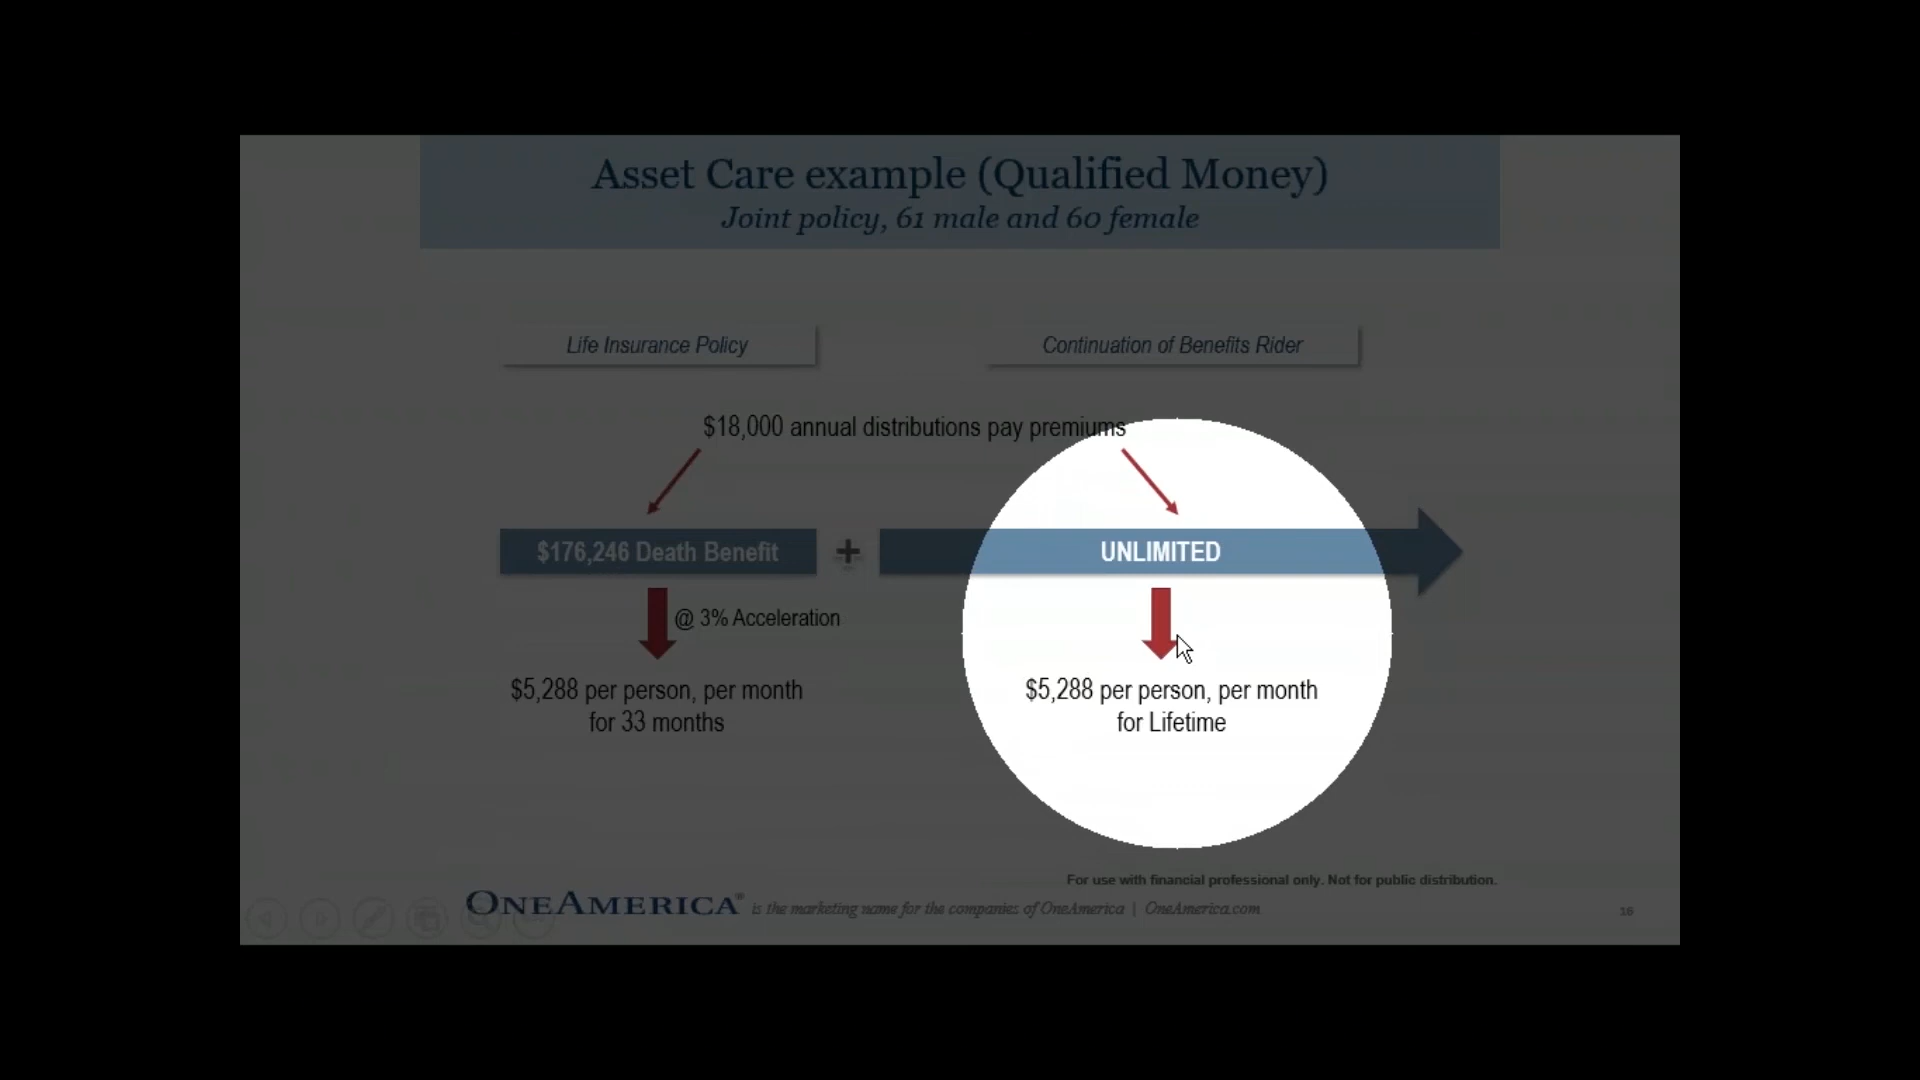 Asset Care example (Qualified Money)
Joint policy, 61 male and 60 female
Life Insurance Policy
Continuation of Benefits Rider
$18,000 annual distributions pay premiums
$176,246 Death Benefit
+
UNLIMITED
@ 3% Acceleration
$5,288 per person, per month
for 33 months
$5,288 per person, per month
for Lifetime
For use with financial professional only. Not for public distribution.
ONEAMERICA® is the marketing name for the companies of OneAmerica | OneAmerica.com
16